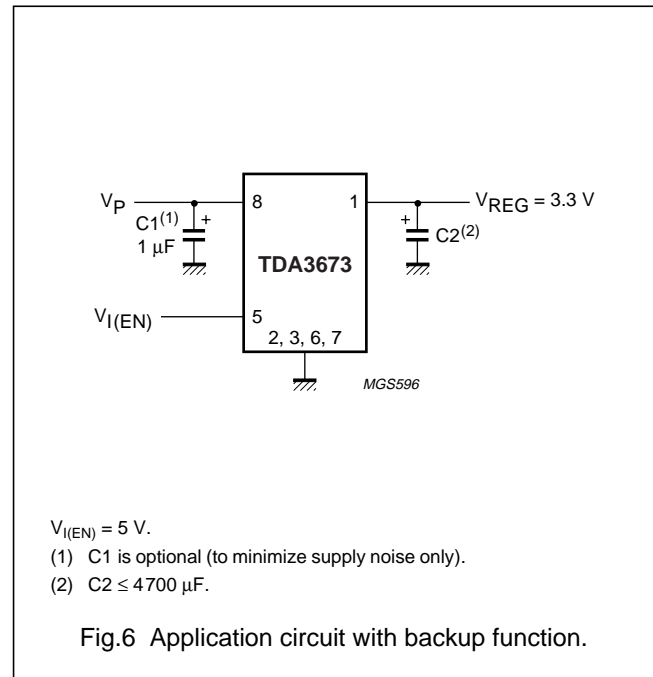 V_P
C1(1) +
1 μF
8
1
V_REG = 3.3 V
+ C2(2)
TDA3673
V_I(EN)
5
2, 3, 6, 7
MGS596
V_I(EN) = 5 V.
(1) C1 is optional (to minimize supply noise only).
(2) C2 ≤ 4700 μF.
Fig.6 Application circuit with backup function.